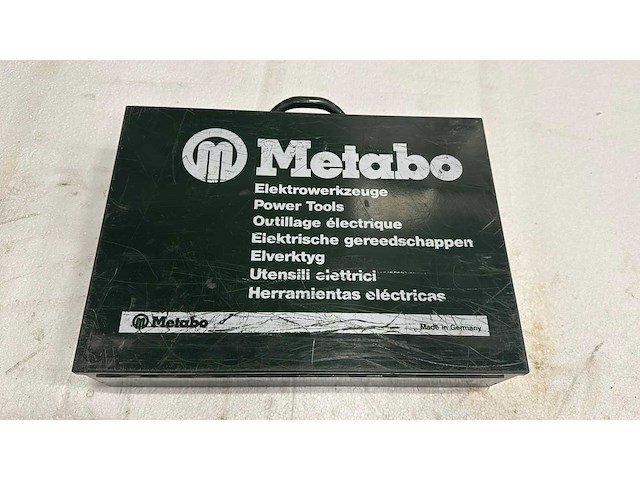 Metabo
Elektrowerkzeuge
Power Tools
Outillage électrique
Elektrische gereedschappen
Elverktyg
Utensili elettrici
Herramientas eléctricas
Metabo Made in Germany